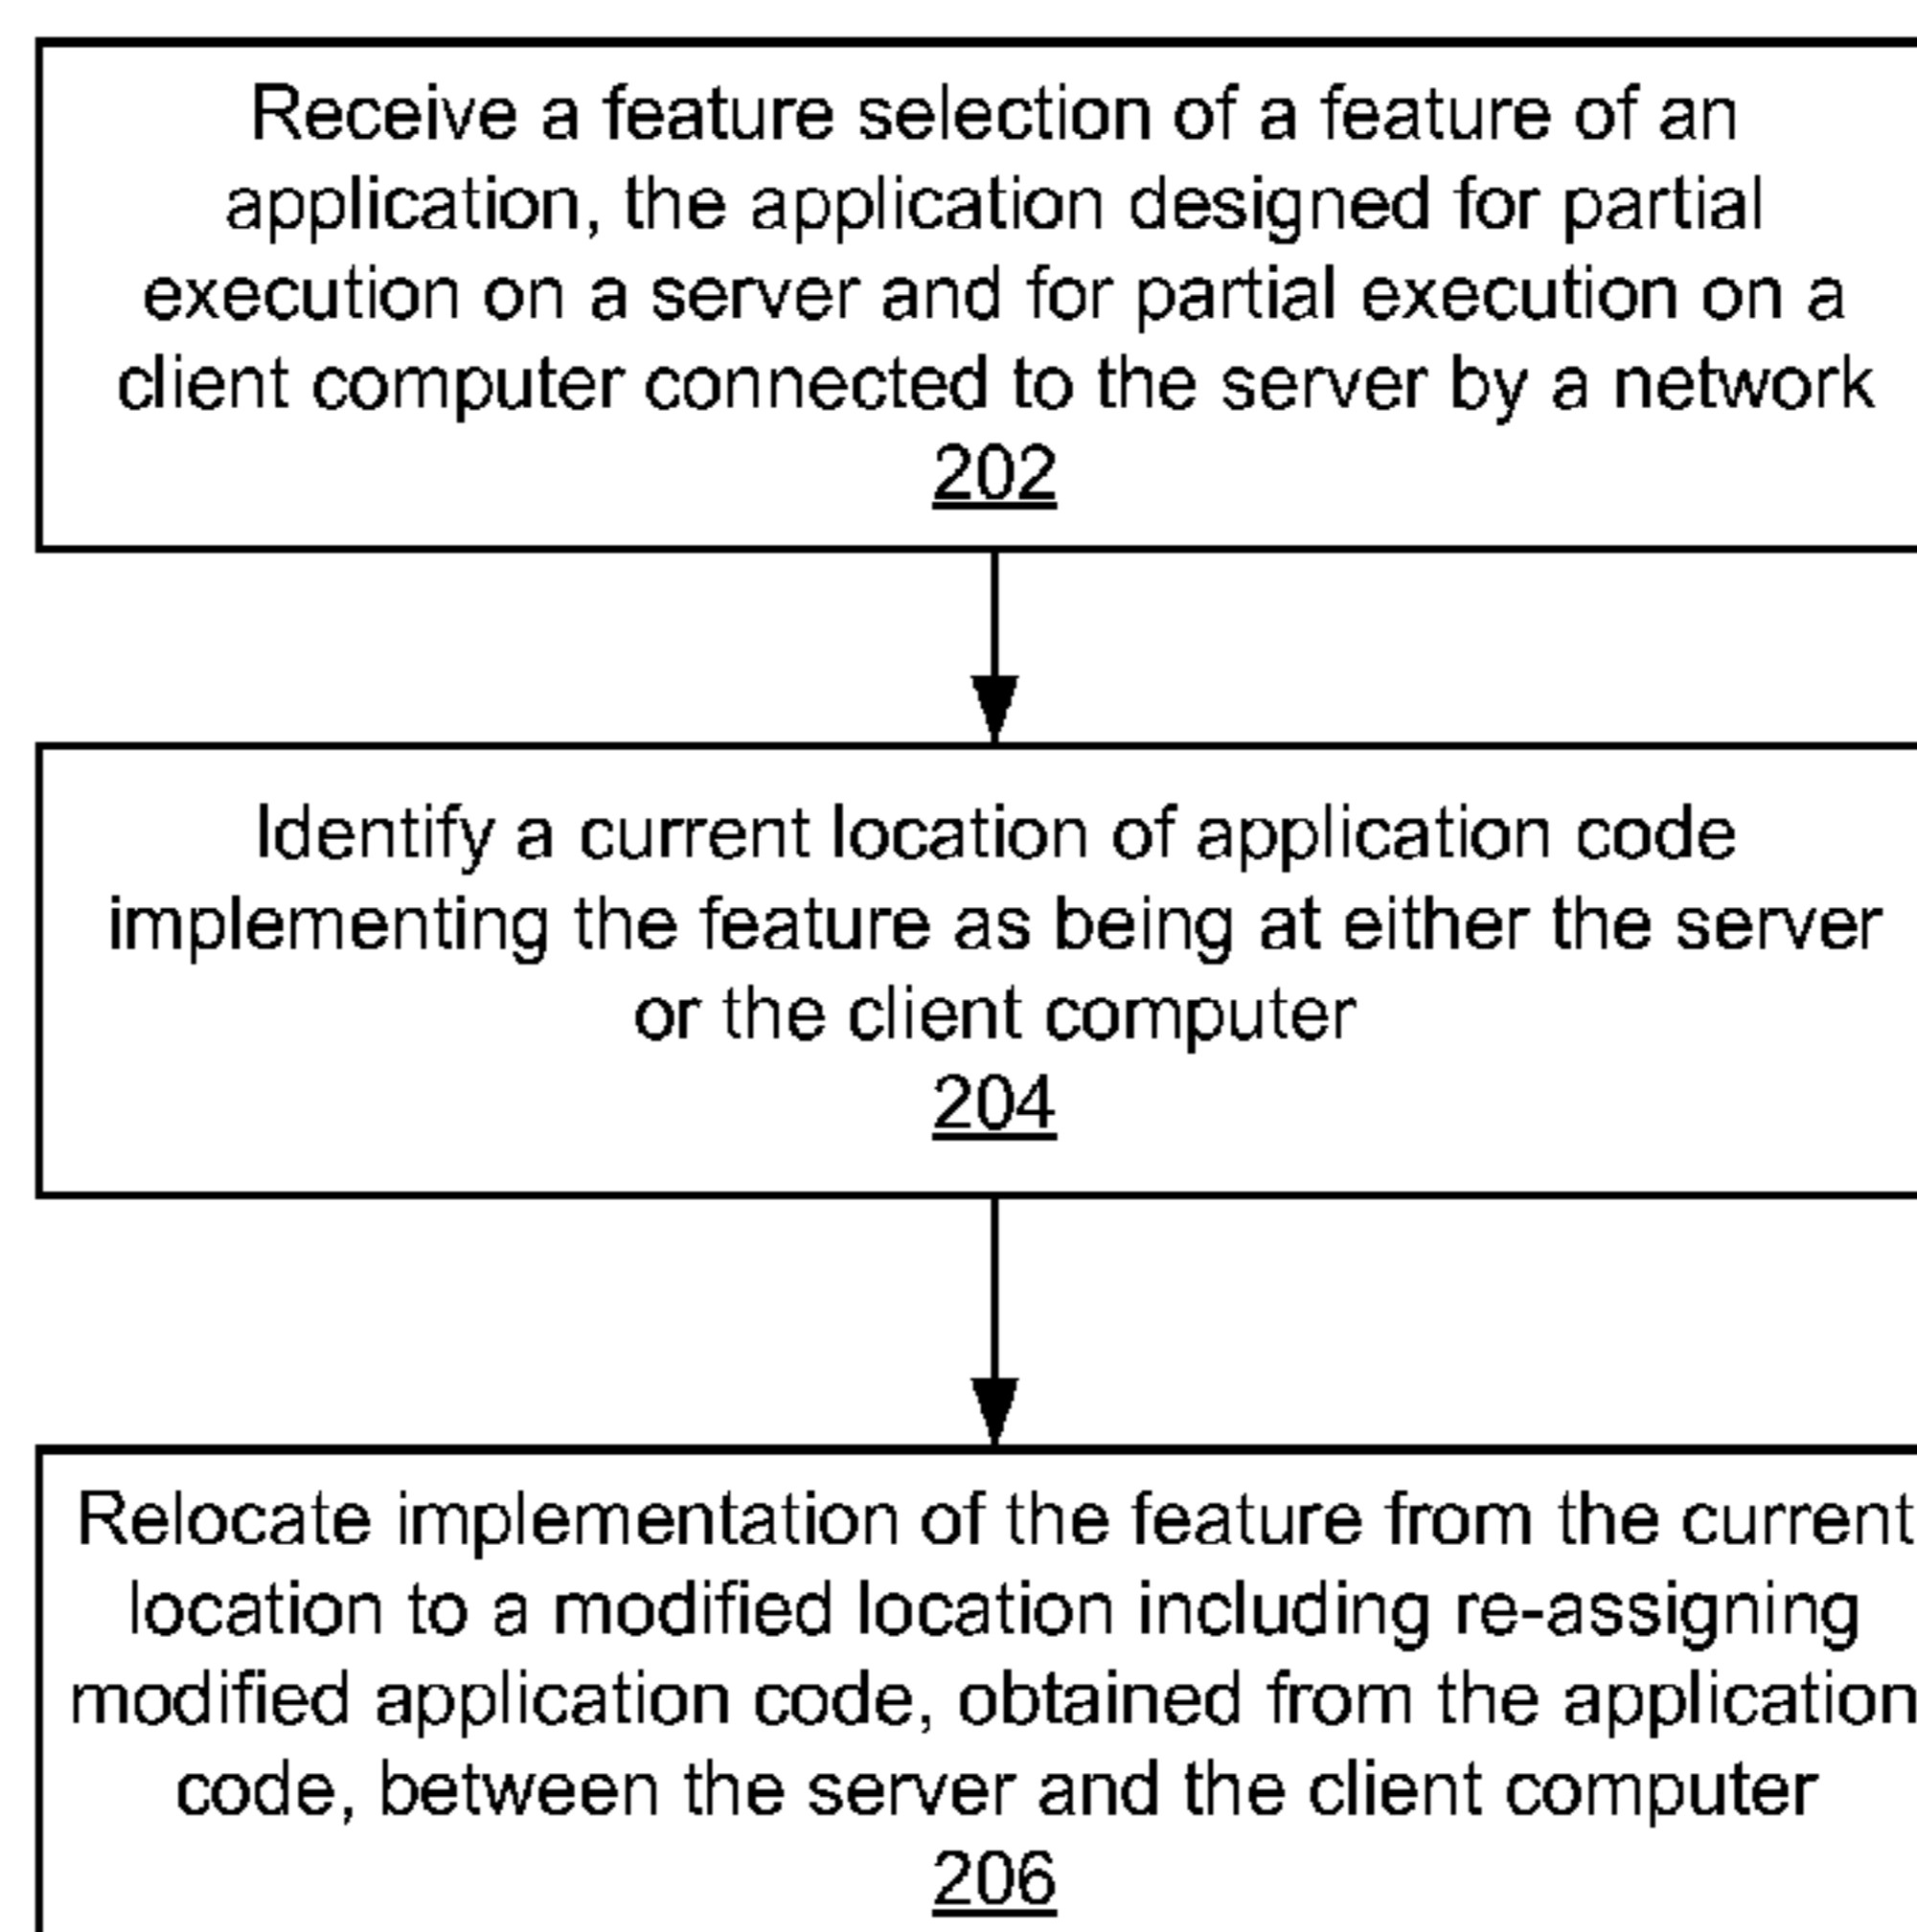 Receive a feature selection of a feature of an
application, the application designed for partial
execution on a server and for partial execution on a
client computer connected to the server by a network
202
Identify a current location of application code
implementing the feature as being at either the server
or the client computer
204
Relocate implementation of the feature from the current
location to a modified location including re-assigning
modified application code, obtained from the application
code, between the server and the client computer
206